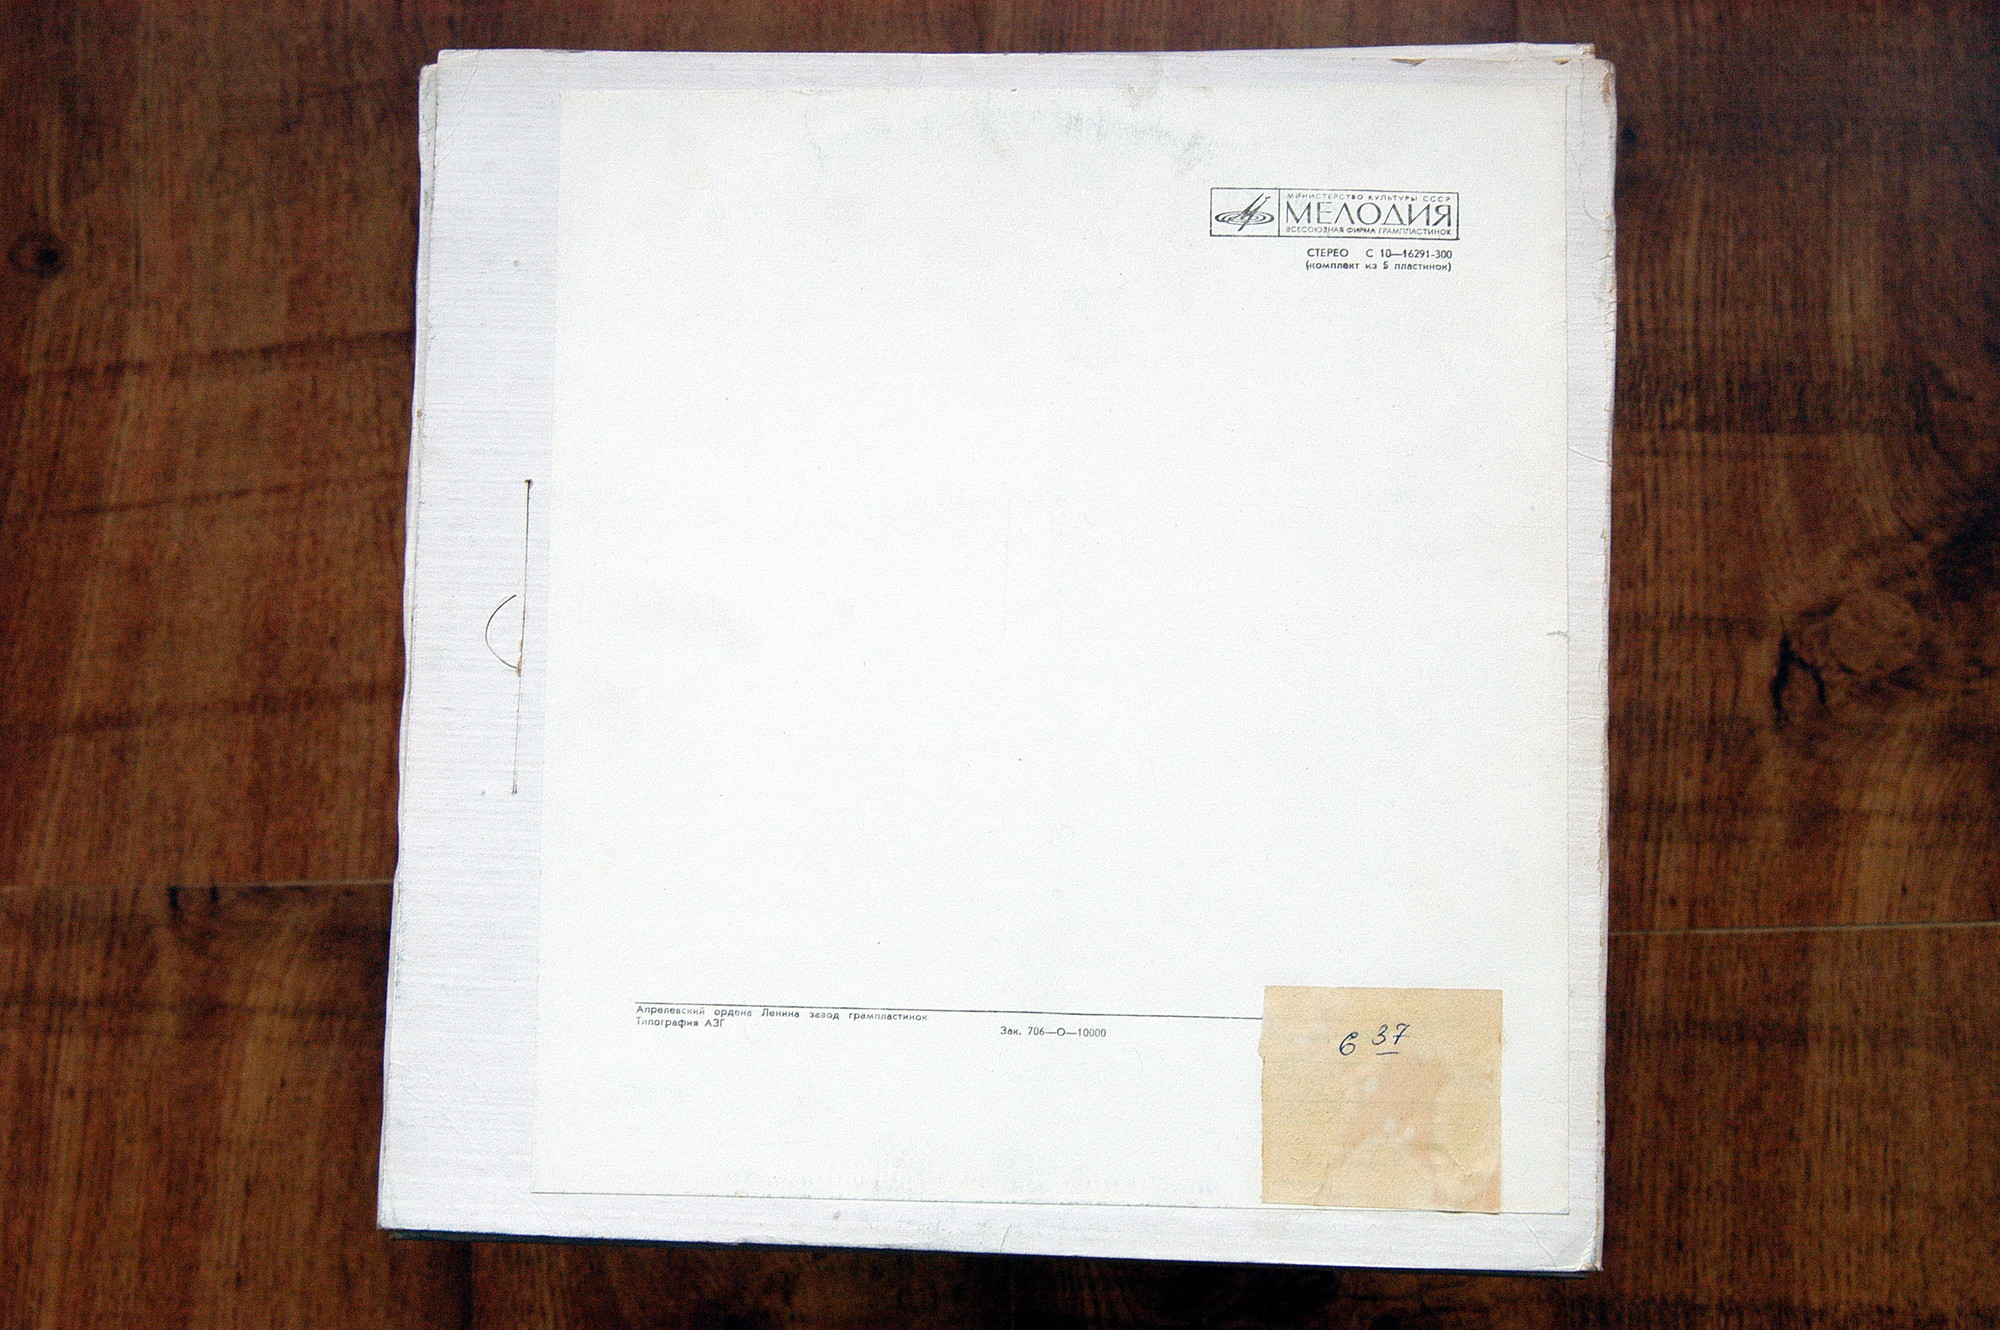 МИНИСТЕРСТВО КУЛЬТУРЫ СССР
МЕЛОДИЯ
ВСЕСОЮЗНАЯ ФИРМА ГРАМПЛАСТИНОК
СТЕРЕО С 10—16291-300
(комплект из 5 пластинок)
Апрелевский ордена Ленина завод грампластинок
Типография АЗГ
Зак. 706—О—10000
6 37